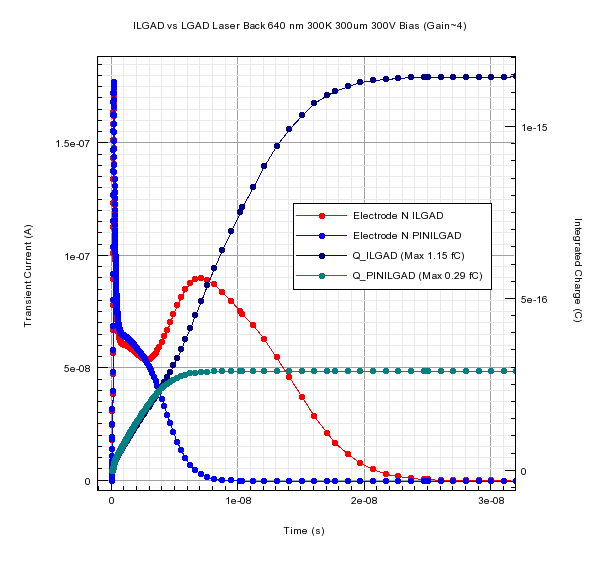 ILGAD vs LGAD Laser Back 640 nm 300K 300um 300V Bias (Gain~4)
1.5e-07
1e-07
5e-08
0
Transient Current (A)
1e-15
5e-16
0
Integrated Charge (C)
Electrode N ILGAD
Electrode N PINILGAD
Q_ILGAD (Max 1.15 fC)
Q_PINILGAD (Max 0.29 fC)
0
1e-08
2e-08
3e-08
Time (s)